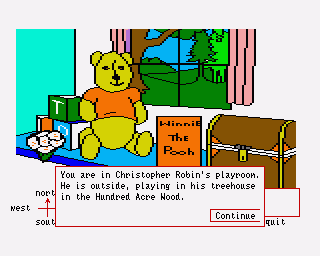 T
Winnie
The
Pooh
You are in Christopher Robin's playroom.
He is outside, playing in his treehouse
in the Hundred Acre Wood.
Continue
nort
west
sout
quit